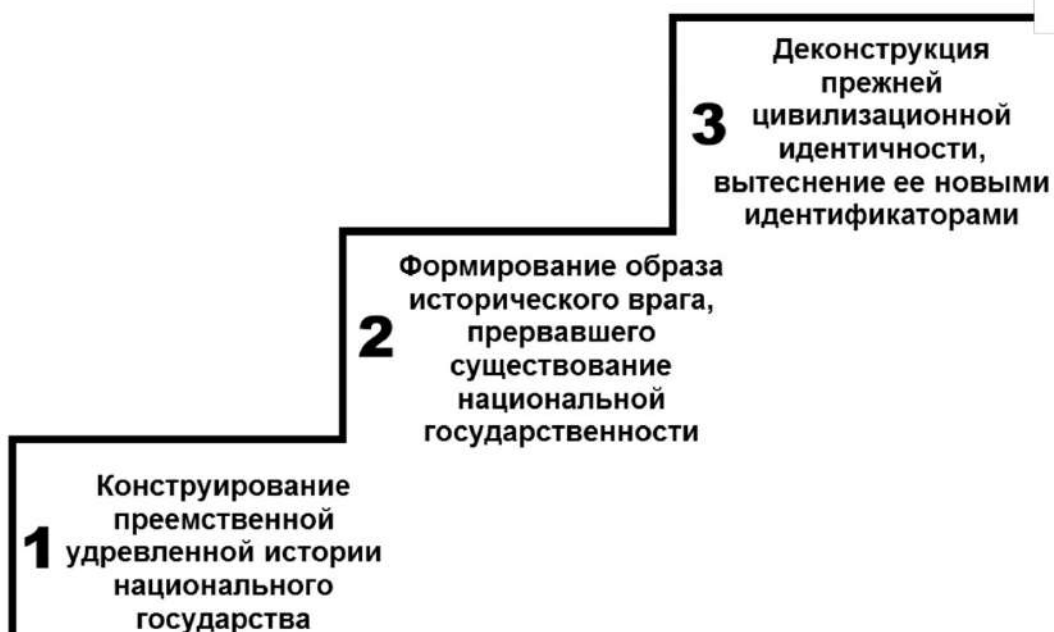 1
Конструирование
преемственной
удревленной истории
национального
государства
2
Формирование образа
исторического врага,
прервавшего
существование
национальной
государственности
3
Деконструкция
прежней
цивилизационной
идентичности,
вытеснение ее новыми
идентификаторами